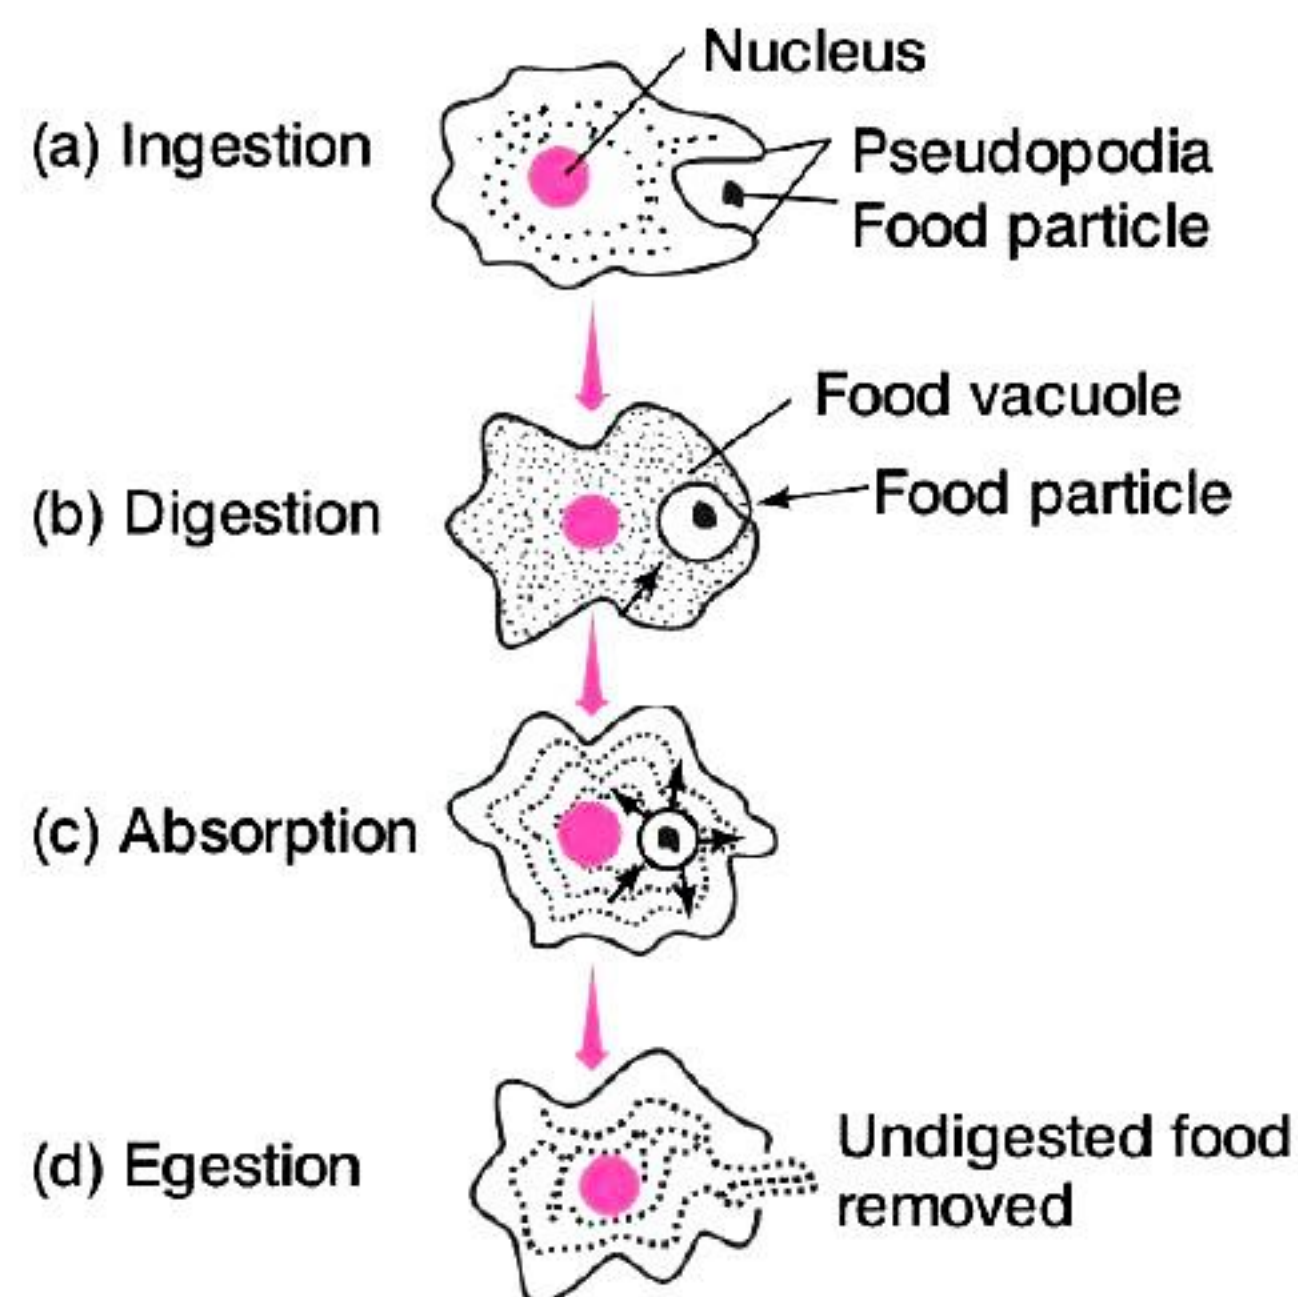 Nucleus
(a) Ingestion
Pseudopodia
Food particle
Food vacuole
(b) Digestion
Food particle
(c) Absorption
(d) Egestion
Undigested food
removed